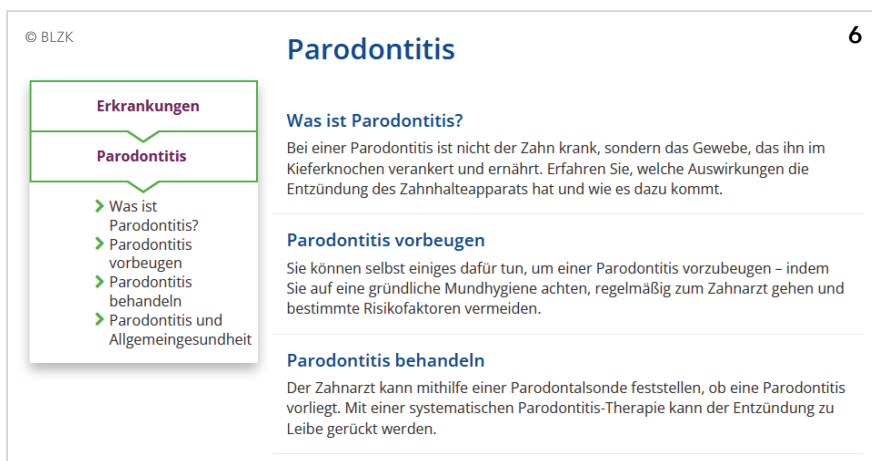 © BLZK
6
Parodontitis
Erkrankungen
Parodontitis
Was ist
Parodontitis?
Parodontitis
vorbeugen
Parodontitis
behandeln
Parodontitis und
Allgemeingesundheit
Was ist Parodontitis?
Bei einer Parodontitis ist nicht der Zahn krank, sondern das Gewebe, das ihn im
Kieferknochen verankert und ernährt. Erfahren Sie, welche Auswirkungen die
Entzündung des Zahnhalteapparats hat und wie es dazu kommt.
Parodontitis vorbeugen
Sie können selbst einiges dafür tun, um einer Parodontitis vorzubeugen – indem
Sie auf eine gründliche Mundhygiene achten, regelmäßig zum Zahnarzt gehen und
bestimmte Risikofaktoren vermeiden.
Parodontitis behandeln
Der Zahnarzt kann mithilfe einer Parodontalsonde feststellen, ob eine Parodontitis
vorliegt. Mit einer systematischen Parodontitis-Therapie kann der Entzündung zu
Leibe gerückt werden.